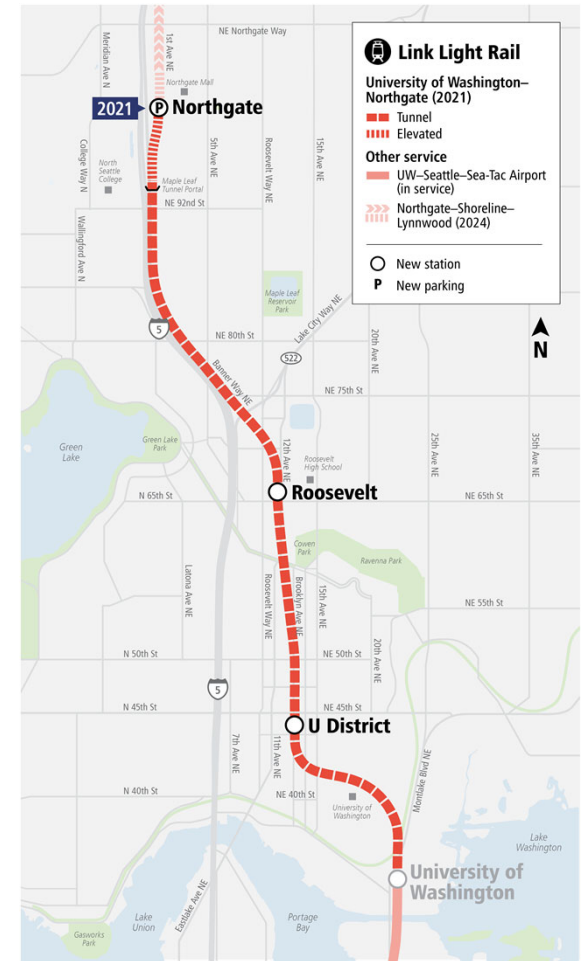 NE Northgate Way
Meridian Ave N
1st Ave NE
Northgate Mall
2021
P
Northgate
College Way N
North
Seattle
College
5th Ave NE
Roosevelt Way NE
15th Ave NE
Maple Leaf
Tunnel Portal
NE 92nd St
Wallingford Ave N
Link Light Rail
University of Washington–
Northgate (2021)
Tunnel
Elevated
Other service
UW–Seattle–Sea-Tac Airport
(in service)
Northgate–Shoreline–
Lynnwood (2024)
New station
P New parking
N
Maple Leaf
Reservoir
Park
Lake City Way NE
5
NE 80th St
522
20th Ave NE
Banner Way NE
NE 75th St
Green
Lake
Green Lake
Park
12th Ave NE
Roosevelt
High School
25th Ave NE
35th Ave NE
N 65th St
Roosevelt
NE 65th St
Cowen
Park
Ravenna Park
Latona Ave NE
Roosevelt Way NE
Brooklyn Ave NE
15th Ave NE
NE 55th St
20th Ave NE
N 50th St
NE 50th St
5
N 45th St
NE 45th St
U District
7th Ave NE
11th Ave NE
Montlake Blvd NE
N 40th St
NE 40th St
University of
Washington
Lake
Washington
University of
Washington
Eastlake Ave NE
Lake
Union
Portage
Bay
Gasworks
Park